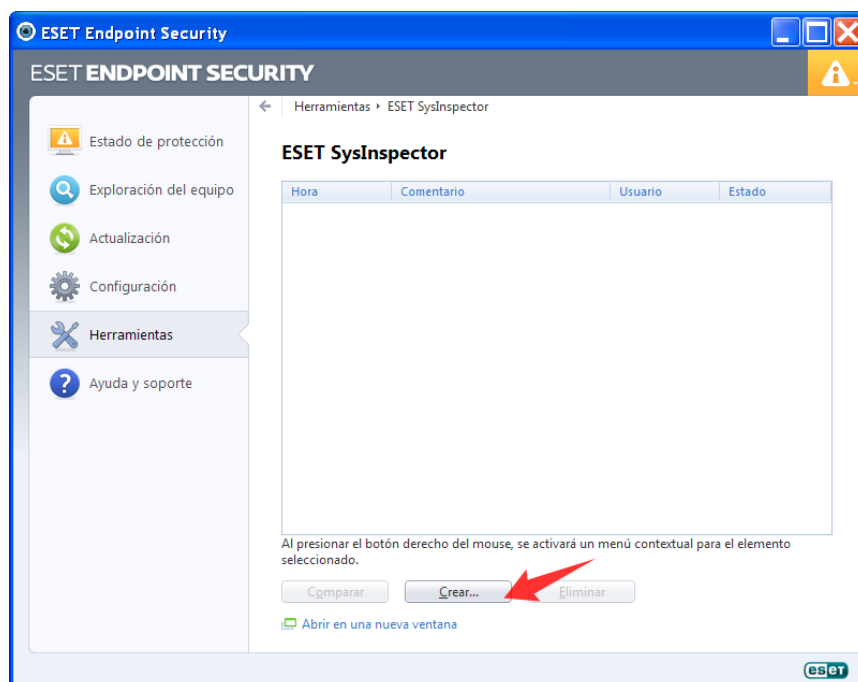 ESET Endpoint Security
ESET ENDPOINT SECURITY
Herramientas ESET SysInspector
Estado de protección
Exploración del equipo
Actualización
Configuración
Herramientas
Ayuda y soporte
ESET SysInspector
Hora Comentario Usuario Estado
Al presionar el botón derecho del mouse, se activará un menú contextual para el elemento
seleccionado.
Comparar Crear... Eliminar
Abrir en una nueva ventana
eseT